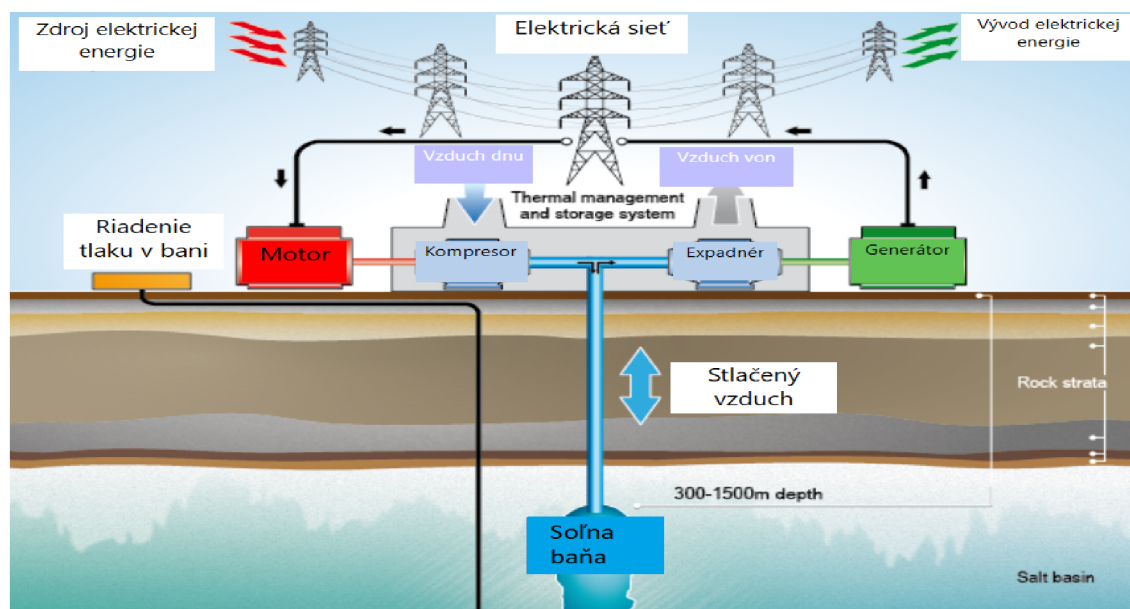 Zdroj elektrickej
energie
Elektrická sieť
Vývod elektrickej
energie
Vzduch dnu
Vzduch von
Thermal management
and storage system
Riadenie
tlaku v bani
Motor
Kompresor
Expadnér
Generátor
Stlačený
vzduch
Rock strata
300-1500m depth
Soľna
baňa
Salt basin